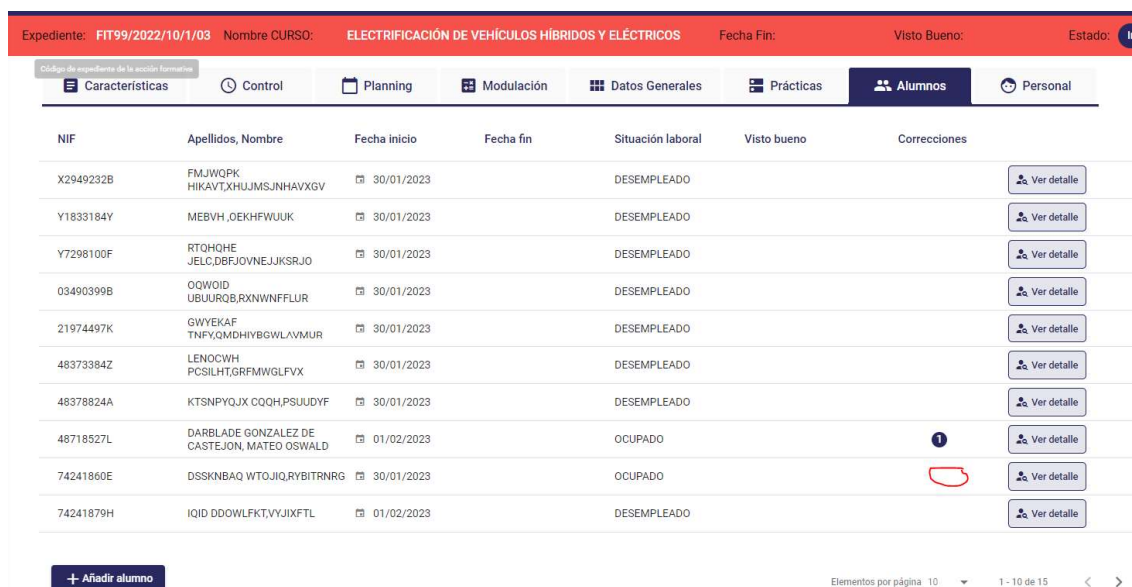 Expediente: FIT99/2022/10/1/03 Nombre CURSO: ELECTRIFICACIÓN DE VEHÍCULOS HÍBRIDOS Y ELÉCTRICOS Fecha Fin: Visto Bueno: Estado:
Código de expediente de la acción formativa
Características Control Planning Modulación Datos Generales Prácticas Alumnos Personal
NIF Apellidos, Nombre Fecha inicio Fecha fin Situación laboral Visto bueno Correcciones
X2949232B FMJWQPK HIKAVT,XHUJMSJNHAVXGV 30/01/2023 DESEMPLEADO Ver detalle
Y1833184Y MEBVH ,OEKHFWUUK 30/01/2023 DESEMPLEADO Ver detalle
Y7298100F RTQHQHE JELC,DBFJOVNEJJKSRJO 30/01/2023 DESEMPLEADO Ver detalle
03490399B OQWOID UBUURQB,RXNWNFFLUR 30/01/2023 DESEMPLEADO Ver detalle
21974497K GWYEKAF TNFY,QMDHIYBGWLAVMUR 30/01/2023 DESEMPLEADO Ver detalle
48373384Z LENOCWH PCSILHT,GRFMWGLFVX 30/01/2023 DESEMPLEADO Ver detalle
48378824A KTSNPYQJX CQQH,PSUUDYF 30/01/2023 DESEMPLEADO Ver detalle
48718527L DARBLADE GONZALEZ DE CASTEJON, MATEO OSWALD 01/02/2023 OCUPADO 1 Ver detalle
74241860E DSSKNBAQ WTOJIQ,RYBITRNRG 30/01/2023 OCUPADO Ver detalle
74241879H IQID DDOWLFKT,VYJIXFTL 01/02/2023 DESEMPLEADO Ver detalle
+ Añadir alumno Elementos por página 10 1 - 10 de 15